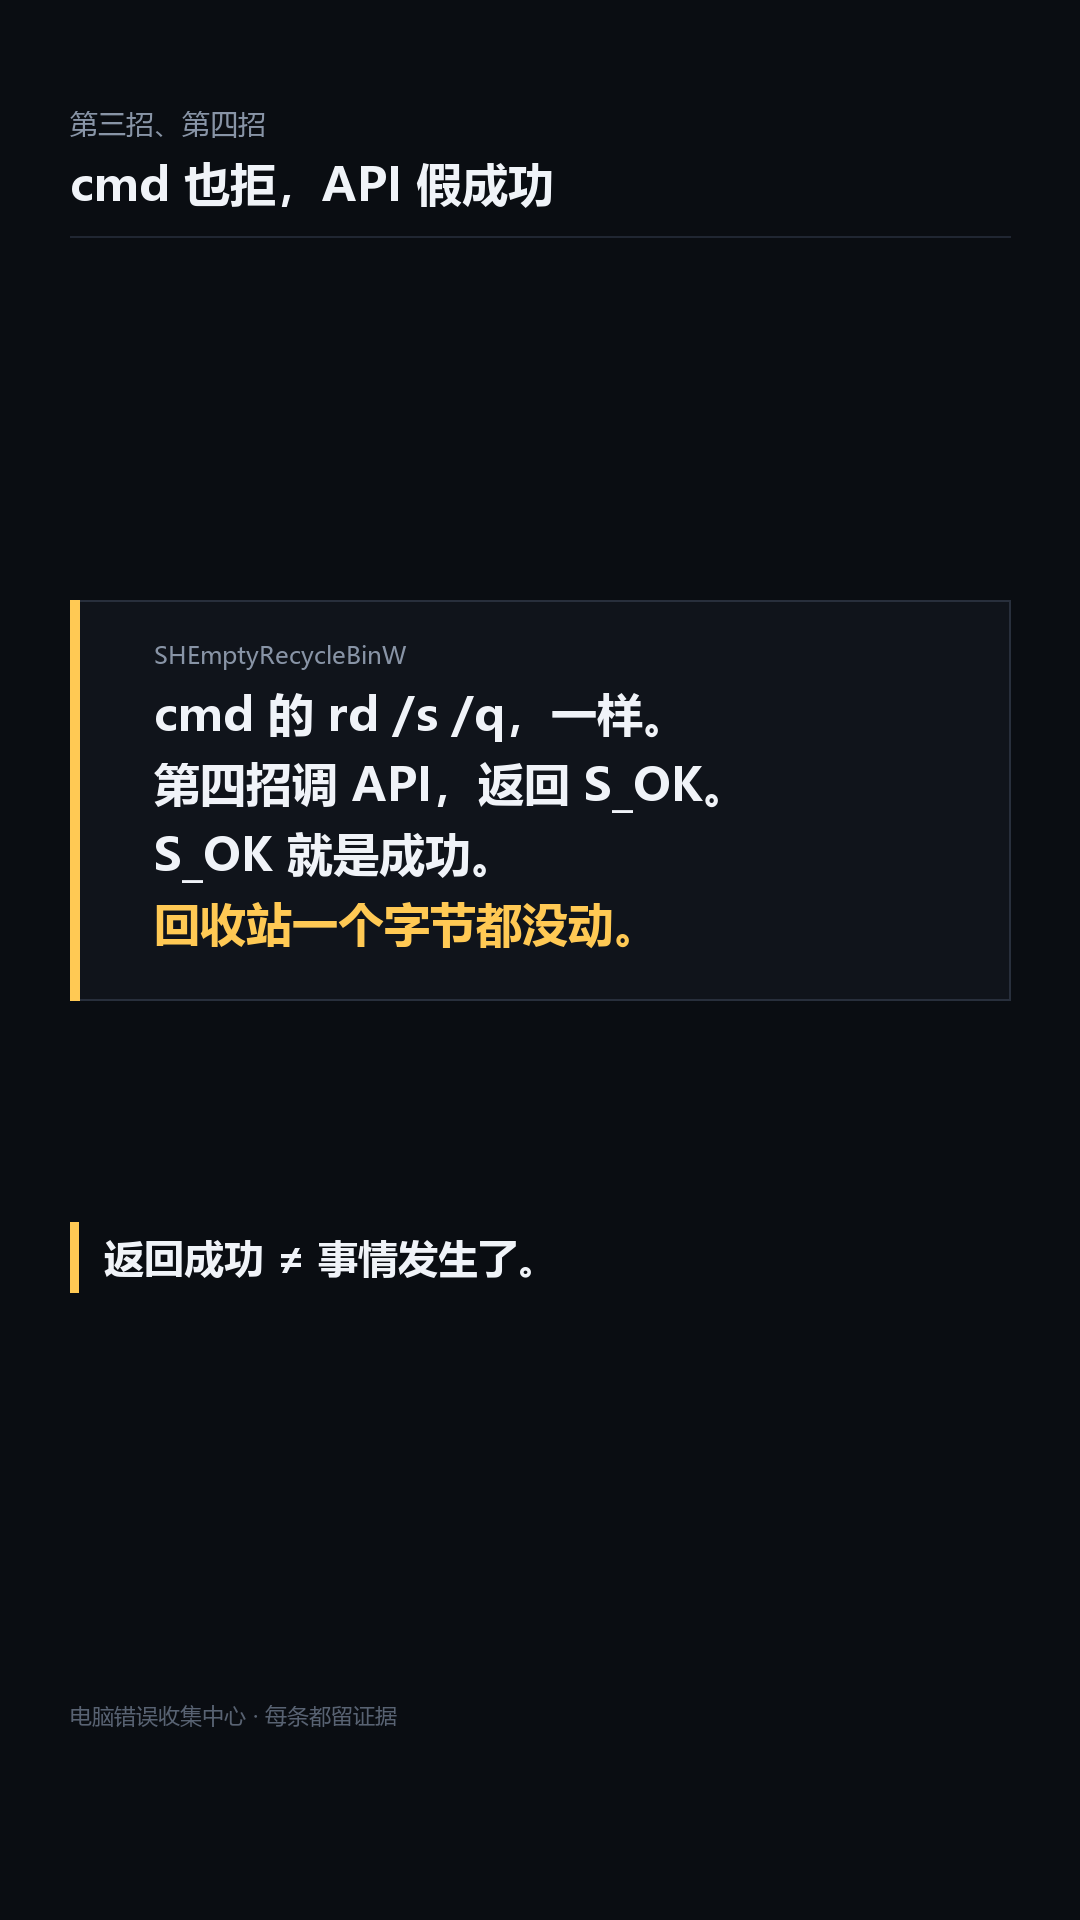 第三招、第四招
cmd 也拒，API 假成功
SHEmptyRecycleBinW
cmd 的 rd /s /q，一样。
第四招调 API，返回 S_OK。
S_OK 就是成功。
回收站一个字节都没动。
返回成功 ≠ 事情发生了。
电脑错误收集中心 · 每条都留证据